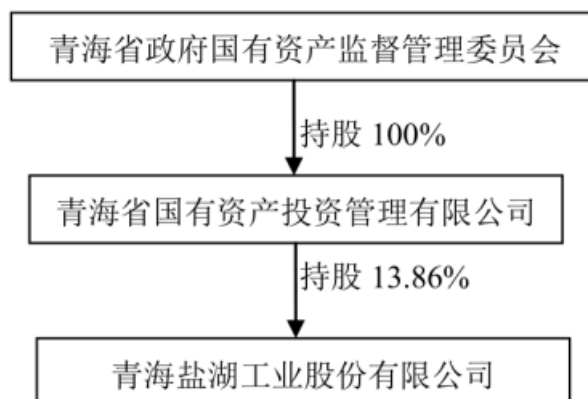 青海省政府国有资产监督管理委员会
持股 100%
青海省国有资产投资管理有限公司
持股 13.86%
青海盐湖工业股份有限公司